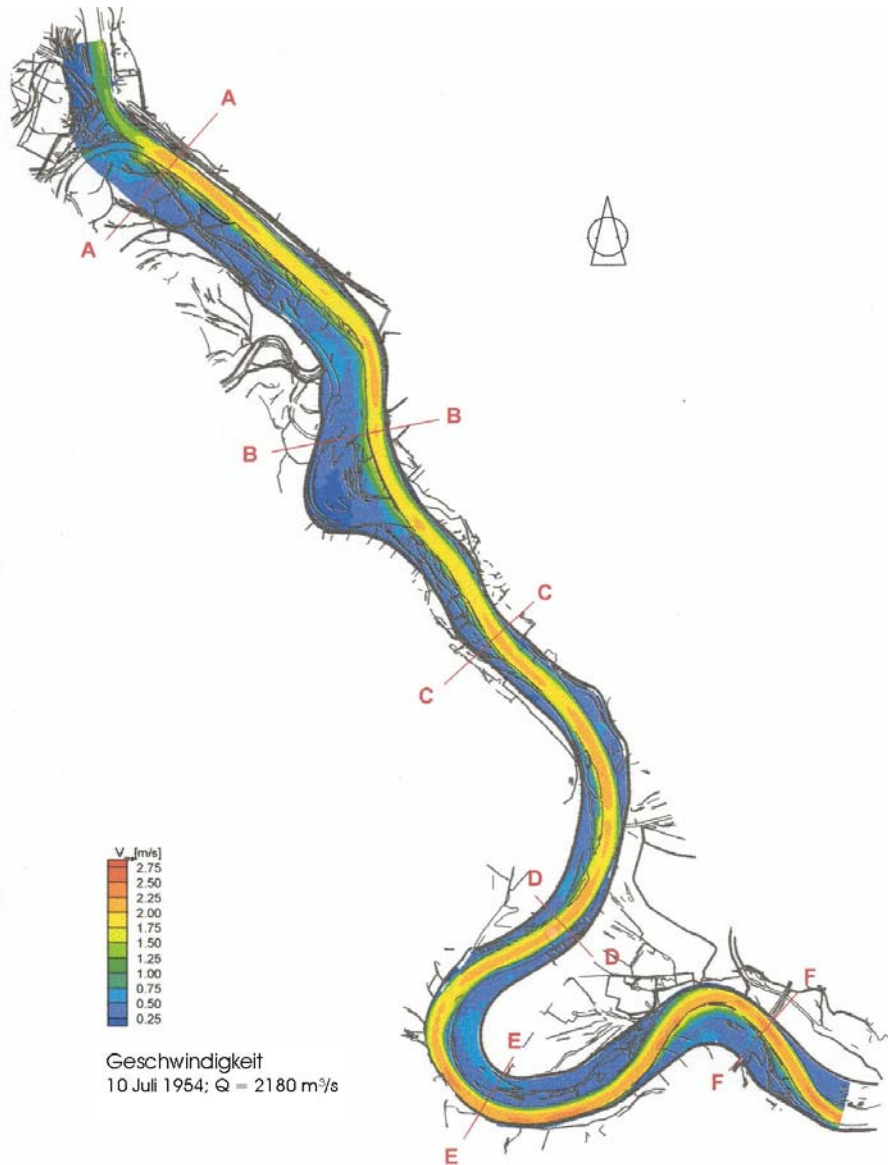 A
A
B
B
C
C
D
D
F
E
F
E
[m/s]
2.75
2.50
2.25
2.00
1.75
1.50
1.25
1.00
0.75
0.50
0.25
Geschwindigkeit
10 Juli 1954; Q = 2180 m³/s